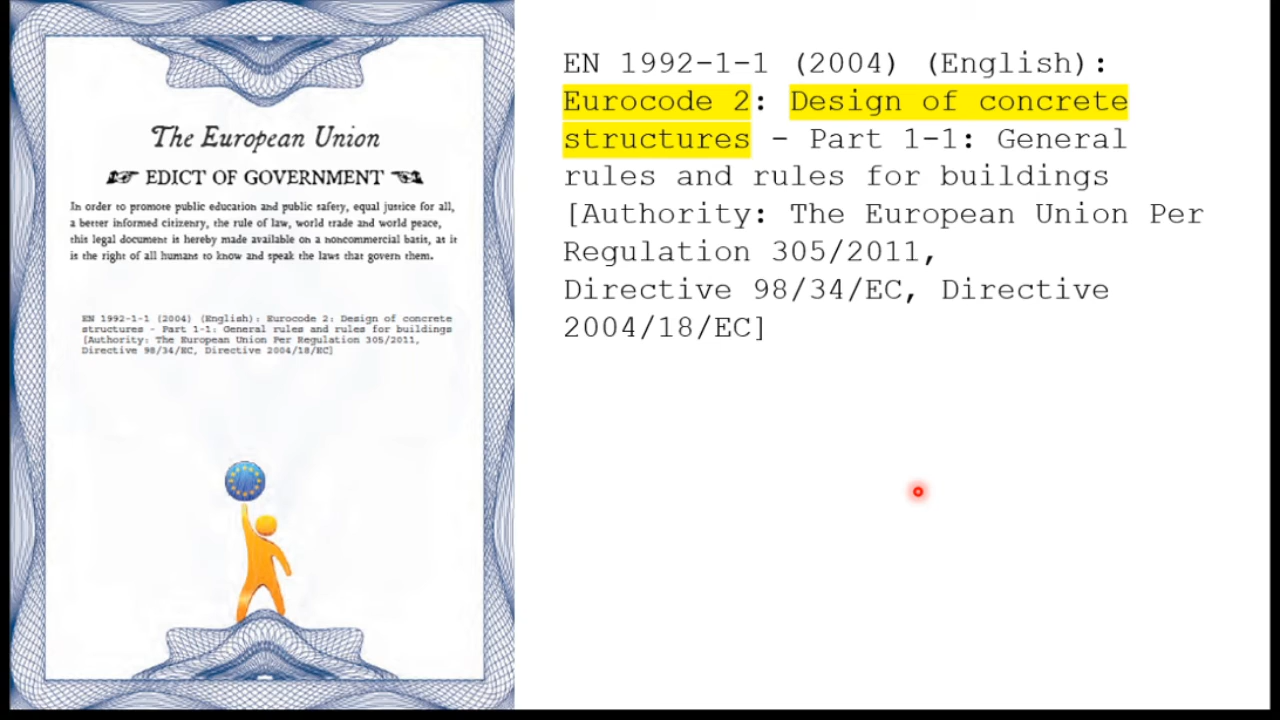 The European Union
EDICT OF GOVERNMENT
In order to promote public education and public safety, equal justice for all,
a better informed citizenry, the rule of law, world trade and world peace,
this legal document is hereby made available on a noncommercial basis, as it
is the right of all humans to know and speak the laws that govern them.
EN 1992-1-1 (2004) (English): Eurocode 2: Design of concrete
structures - Part 1-1: General rules and rules for buildings
[Authority: The European Union Per Regulation 305/2011,
Directive 98/34/EC, Directive 2004/18/EC]
EN 1992-1-1 (2004) (English):
Eurocode 2: Design of concrete
structures - Part 1-1: General
rules and rules for buildings
[Authority: The European Union Per
Regulation 305/2011,
Directive 98/34/EC, Directive
2004/18/EC]